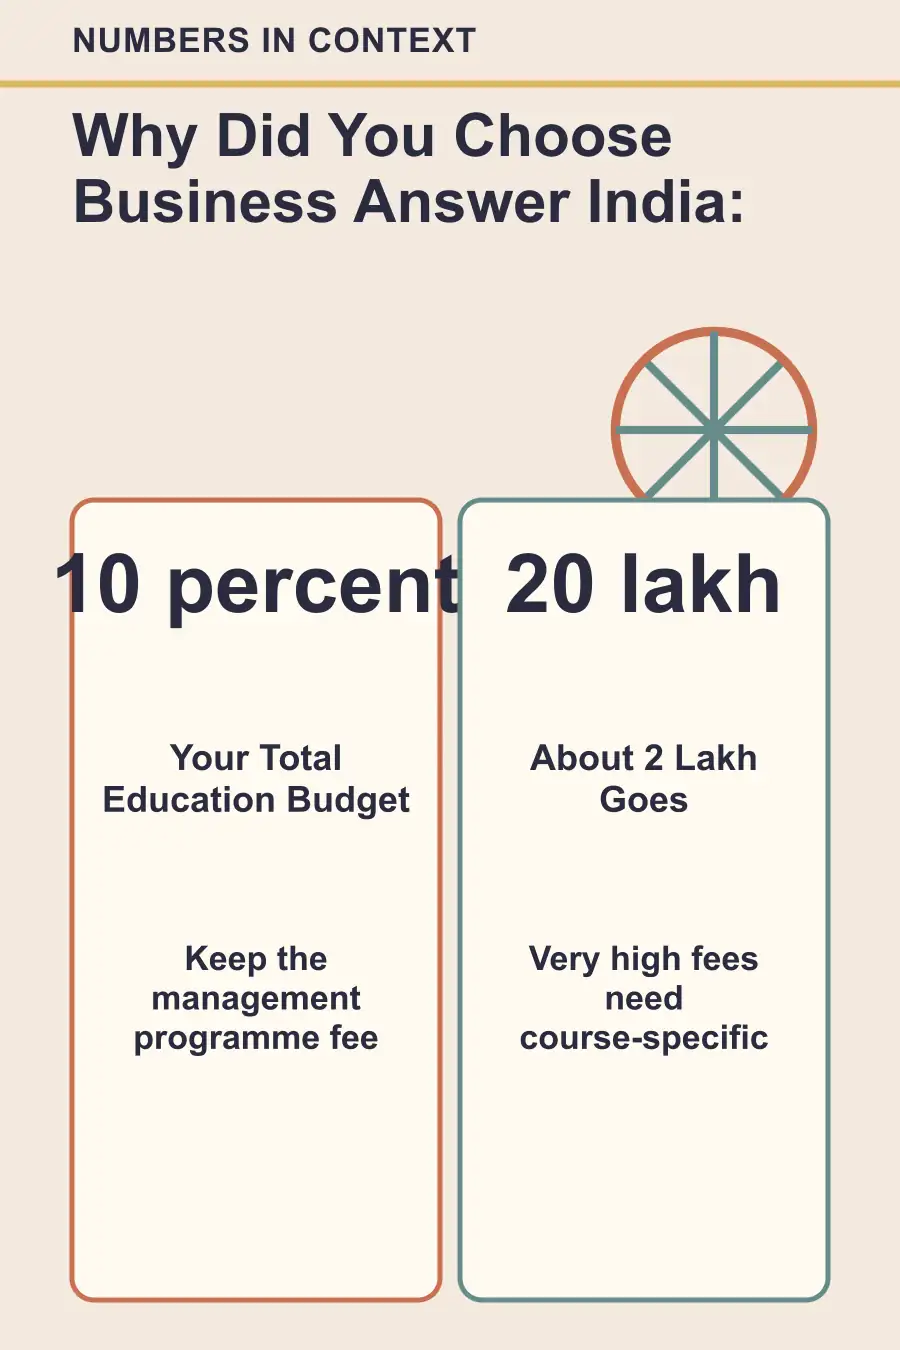 NUMBERS IN CONTEXT
Why Did You Choose
Business Answer India:
10 percent
Your Total
Education Budget
Keep the
management
programme fee
20 lakh
About 2 Lakh
Goes
Very high fees
need
course-specific